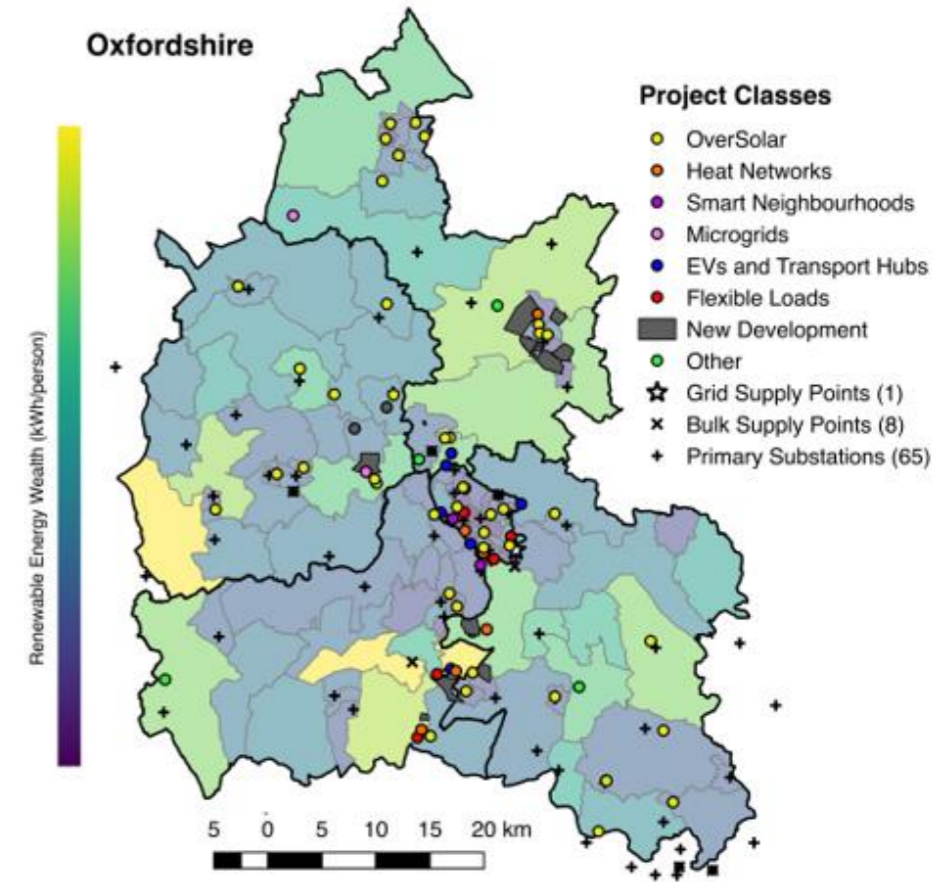 Oxfordshire
Project Classes
OverSolar
Heat Networks
Smart Neighbourhoods
Microgrids
EVs and Transport Hubs
Flexible Loads
New Development
Other
Grid Supply Points (1)
Bulk Supply Points (8)
Primary Substations (65)
Renewable Energy Wealth (kWh/person)
5 0 5 10 15 20 km